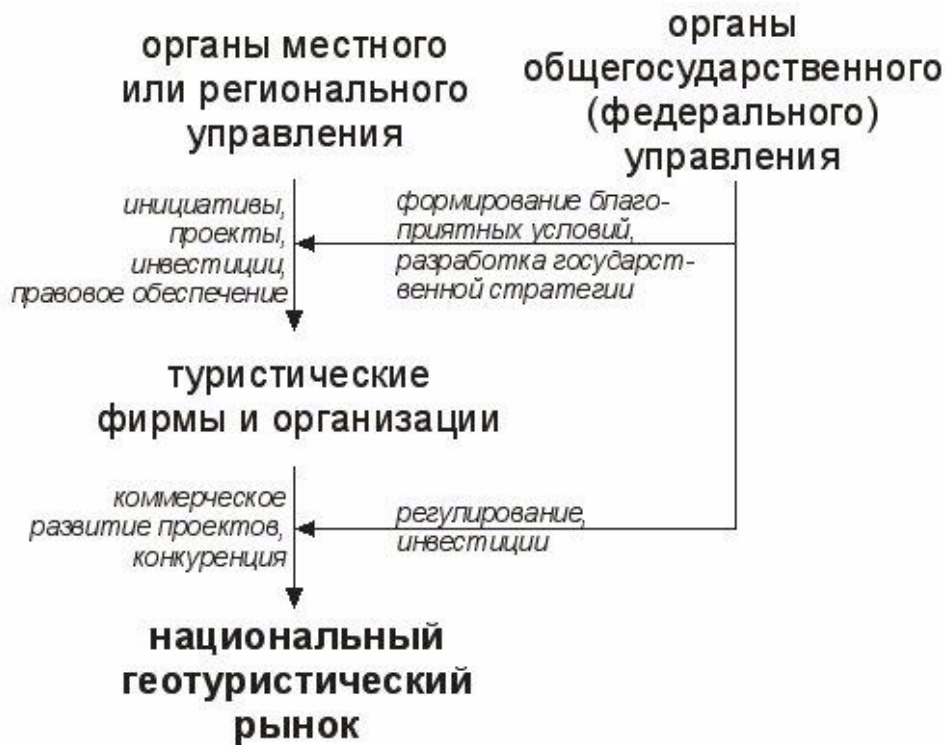 органы местного
или регионального
управления
органы
общегосударственного
(федерального)
управления
инициативы,
проекты,
инвестиции,
правовое обеспечение
формирование благо-
приятных условий,
разработка государст-
венной стратегии
туристические
фирмы и организации
коммерческое
развитие проектов,
конкуренция
регулирование,
инвестиции
национальный
геотуристический
рынок